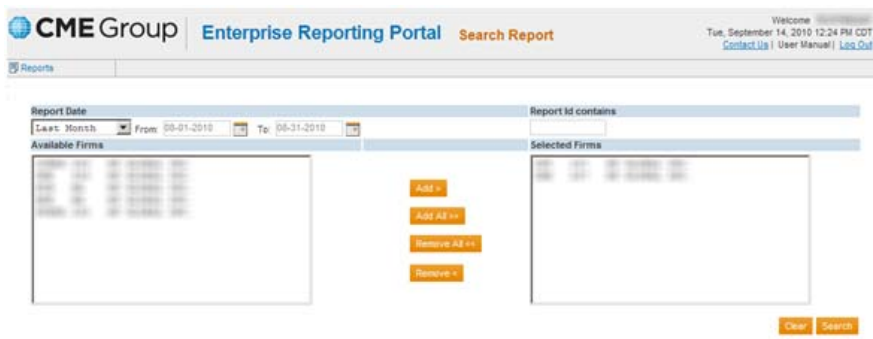 CME Group Enterprise Reporting Portal Search Report
Welcome
Tue, September 14, 2010 12:24 PM CDT
Contact Us | User Manual | Log Out
Reports
Report Date Report Id contains
Last Month From: 08-01-2010 To: 08-31-2010
Available Firms Selected Firms
Add >
Add All >>
Remove All <<
Remove <
Clear Search